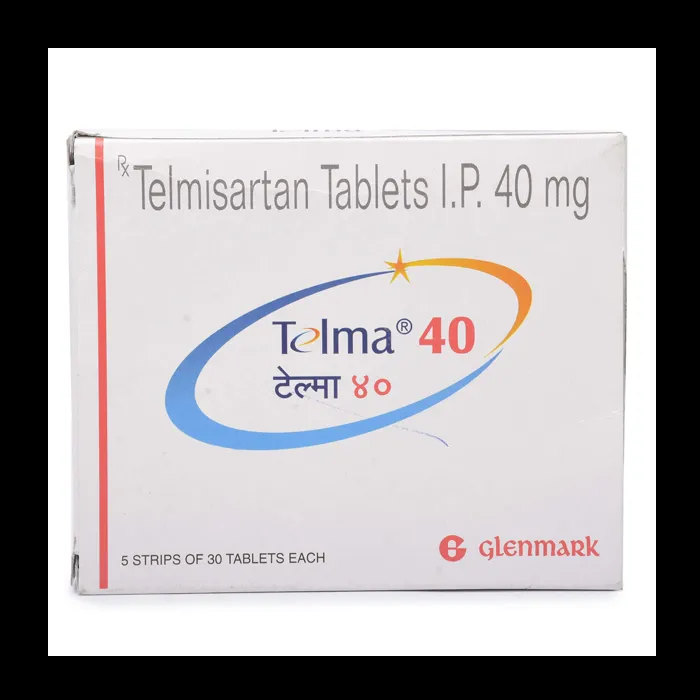 Rx Telmisartan Tablets I.P. 40 mg
Telma® 40
टेल्मा ४०
5 STRIPS OF 30 TABLETS EACH
G GLENMARK